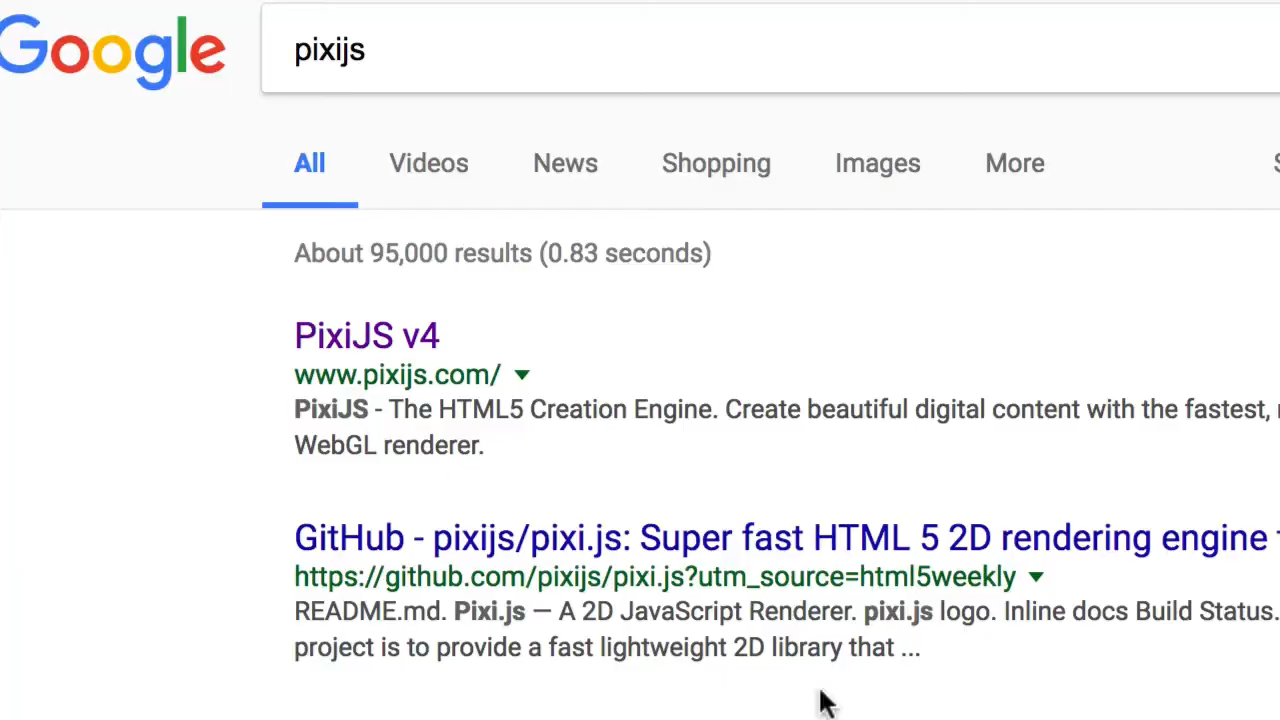 Google
pixijs
All Videos News Shopping Images More
About 95,000 results (0.83 seconds)
PixiJS v4
www.pixijs.com/
PixiJS - The HTML5 Creation Engine. Create beautiful digital content with the fastest,
WebGL renderer.
GitHub - pixijs/pixi.js: Super fast HTML 5 2D rendering engine
https://github.com/pixijs/pixi.js?utm_source=html5weekly
README.md. Pixi.js — A 2D JavaScript Renderer. pixi.js logo. Inline docs Build Status.
project is to provide a fast lightweight 2D library that ...